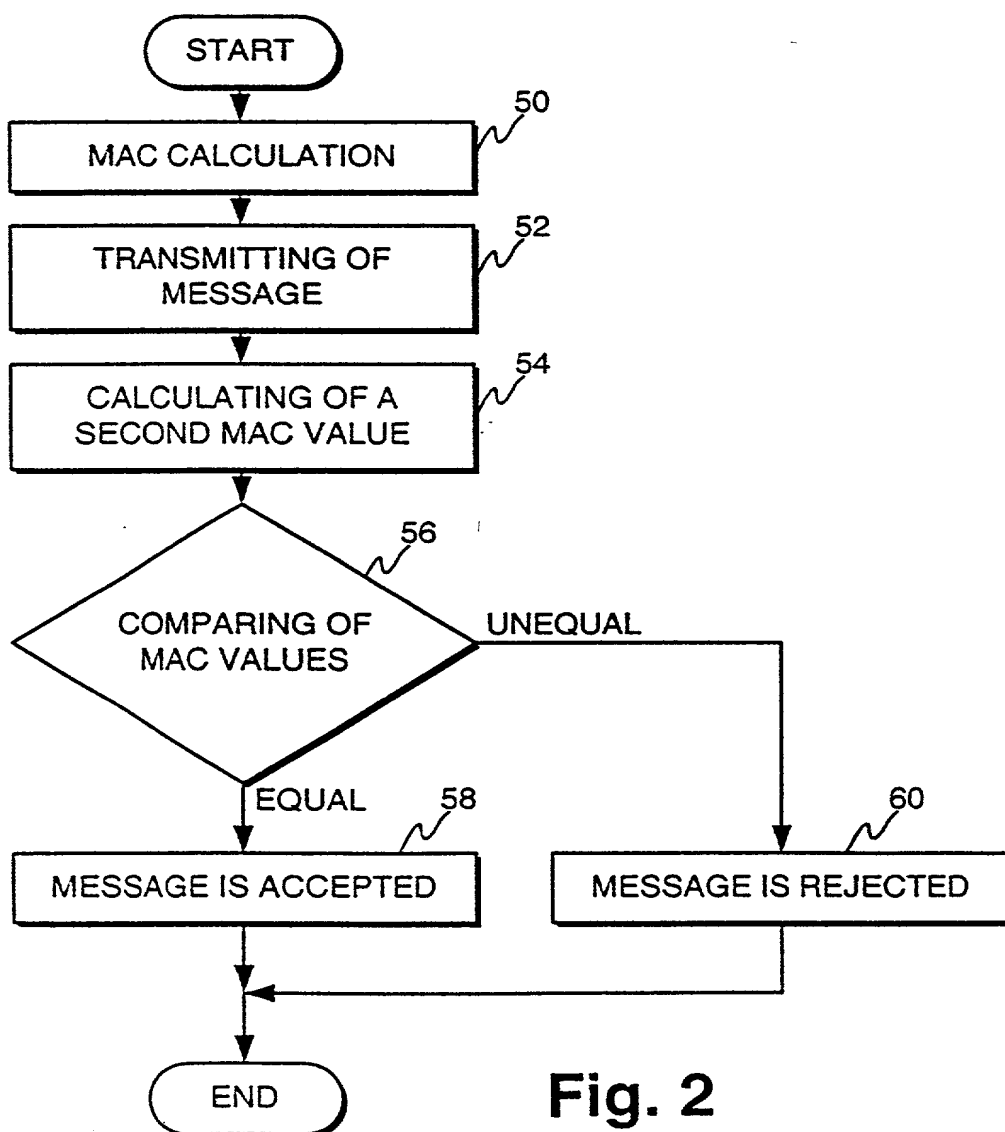 START
50
MAC CALCULATION
52
TRANSMITTING OF
MESSAGE
54
CALCULATING OF A
SECOND MAC VALUE
56
COMPARING OF
MAC VALUES
UNEQUAL
EQUAL
58
60
MESSAGE IS ACCEPTED
MESSAGE IS REJECTED
END
Fig. 2